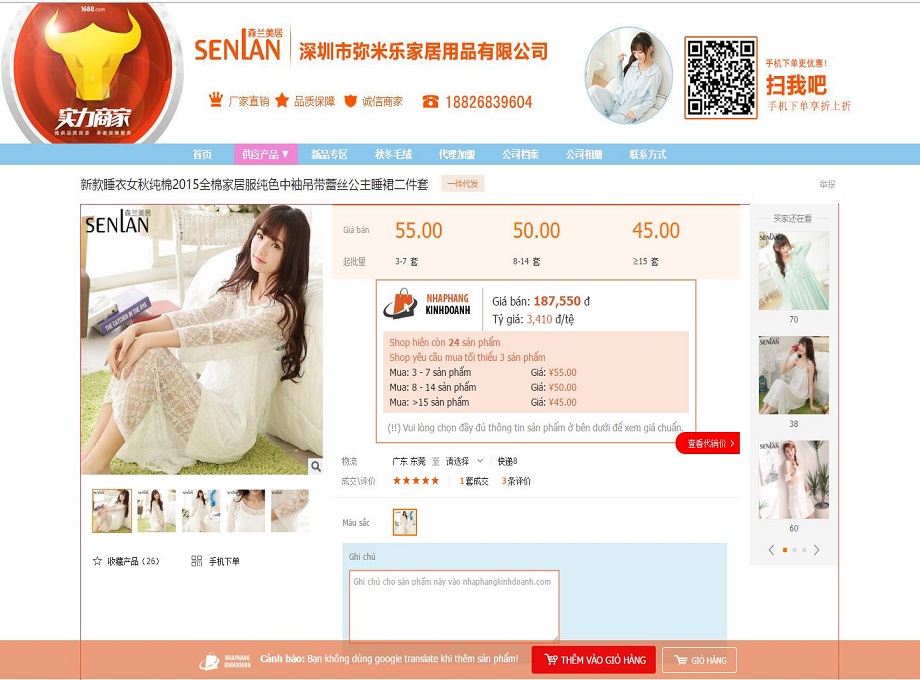 1688.com
实力商家
森兰美居
SENLAN
深圳市弥米乐家居用品有限公司
厂家直销 品质保障 诚信商家 18826839604
手机下单更优惠!
扫我吧
手机下单享折上折
首页 供应产品▼ 新品专区 秋冬毛绒 代理加盟 公司档案 公司相册 联系方式
新款睡衣女秋纯棉2015全棉家居服纯色中袖吊带蕾丝公主睡裙二件套 一件代发 举报
SENLAN 森兰美居
THE CATCHER IN THE RYE
Giá bán 55.00 50.00 45.00
起批量 3-7 套 8-14 套 ≥15 套
NHAPHANG
KINHDOANH
Giá bán: 187,550 đ
Tỷ giá: 3,410 đ/tệ
Shop hiện còn 24 sản phẩm
Shop yêu cầu mua tối thiểu 3 sản phẩm
Mua: 3 - 7 sản phẩm Giá: ¥55.00
Mua: 8 - 14 sản phẩm Giá: ¥50.00
Mua: >15 sản phẩm Giá: ¥45.00
(!!) Vui lòng chọn đầy đủ thông tin sản phẩm ở bên dưới để xem giá chuẩn.
查看代销价 >
物流 广东 东莞 至 请选择 快递8
成交\评价 ★★★★★ 1套成交 3条评价
Màu sắc
收藏产品 (26) 手机下单
Ghi chú
Ghi chú cho sản phẩm này vào nhaphangkinhdoanh.com
买家还在看
SENLAN
70
SENLAN
38
SENLAN
60
NHAPHANG
KINHDOANH
Cảnh báo: Bạn không dùng google translate khi thêm sản phẩm!
THÊM VÀO GIỎ HÀNG
GIỎ HÀNG